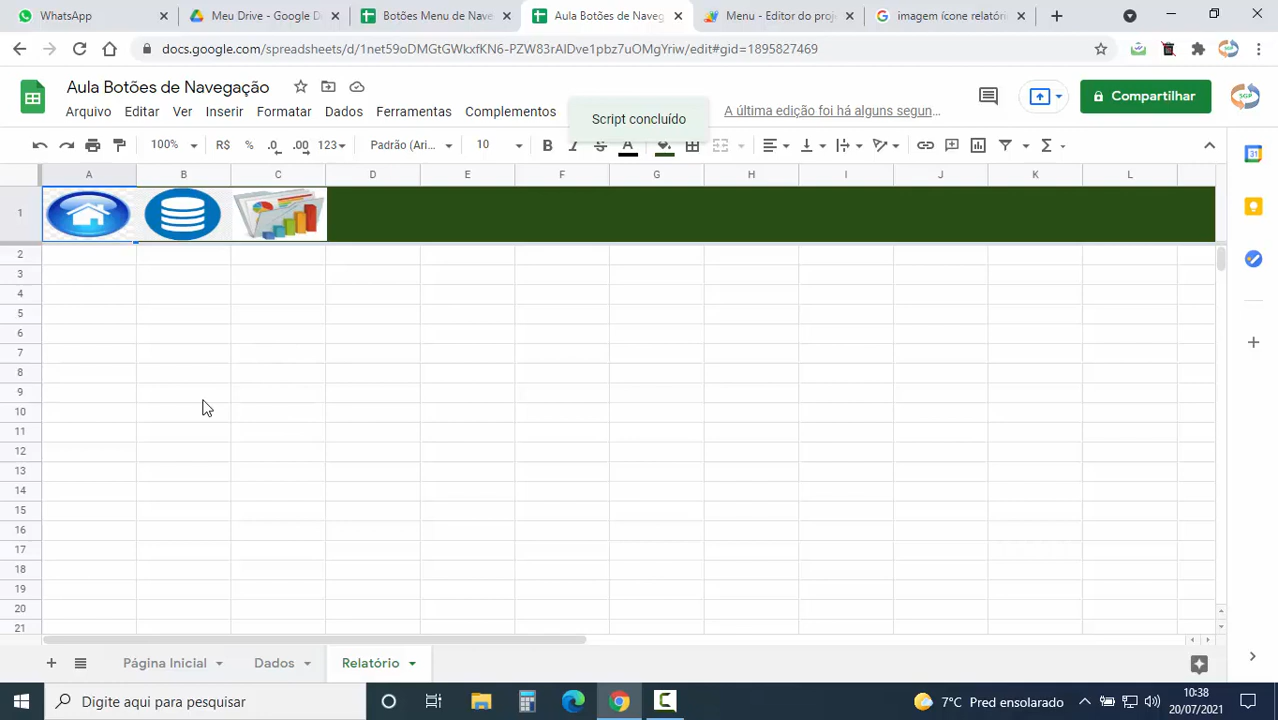 WhatsApp
Meu Drive - Google D
Botões Menu de Nave
Aula Botões de Naveg
Menu - Editor do proj
imagem ícone relatóri
docs.google.com/spreadsheets/d/1net59oDMGtGWkxfKN6-PZW83rAIDve1pbz7uOMgYriw/edit#gid=1895827469
Aula Botões de Navegação
Arquivo Editar Ver Inserir Formatar Dados Ferramentas Complementos
Script concluído
A última edição foi há alguns segun...
Compartilhar
100% R$ % .0 .00 123 Padrão (Ari... 10 B I S A
A B C D E F G H I J K L
1
2
3
4
5
6
7
8
9
10
11
12
13
14
15
16
17
18
19
20
21
Página Inicial
Dados
Relatório
Digite aqui para pesquisar
7°C Pred ensolarado
10:38
20/07/2021